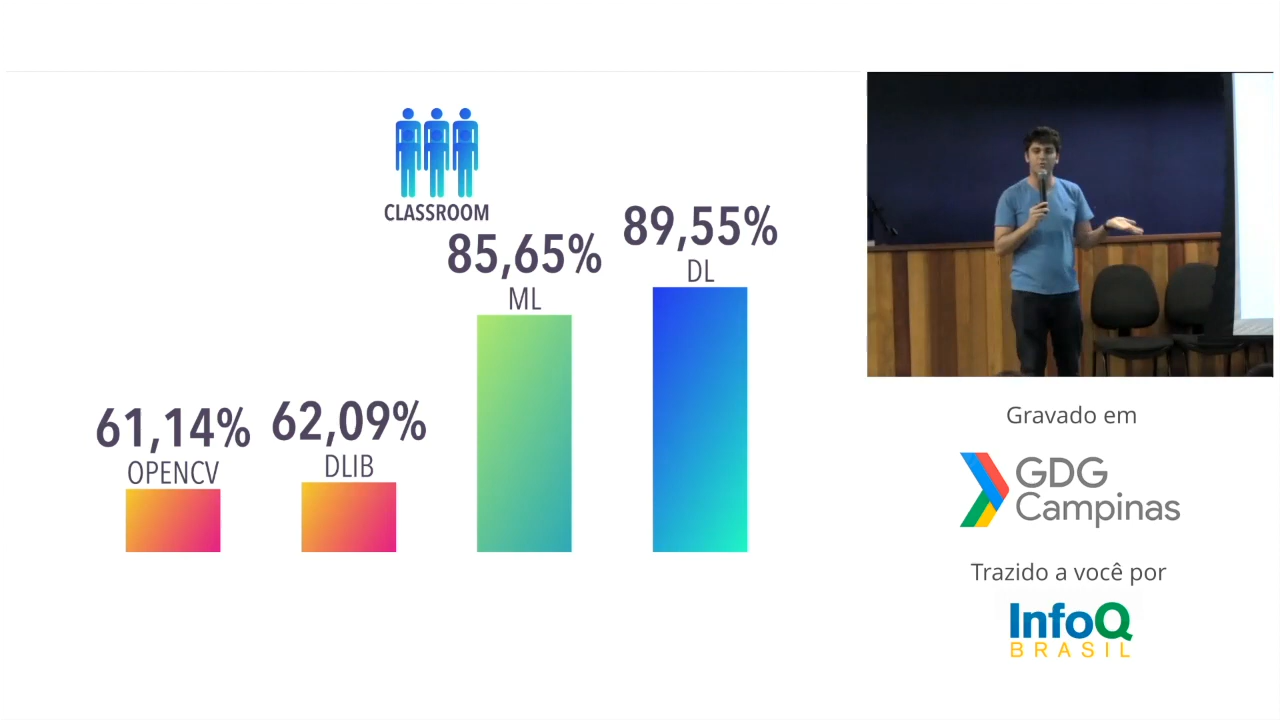 CLASSROOM
61,14%
OPENCV
62,09%
DLIB
85,65%
ML
89,55%
DL
Gravado em
GDG
Campinas
Trazido a você por
InfoQ
BRASIL